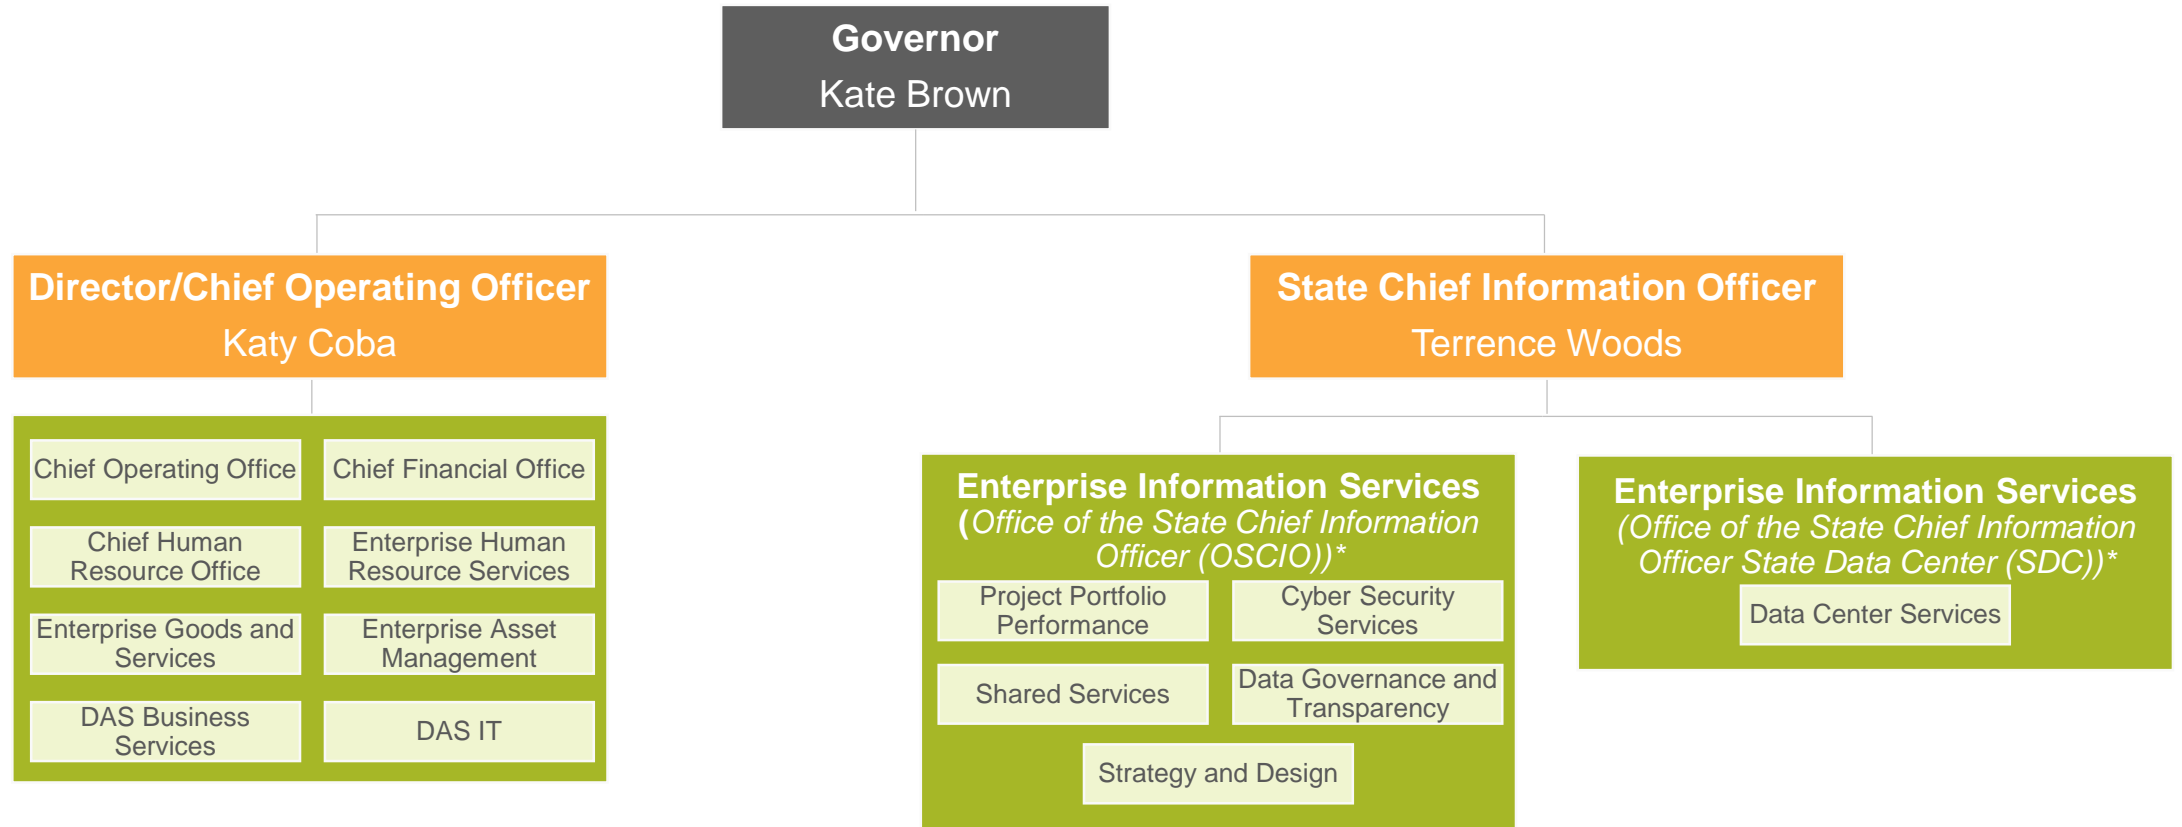 Governor
Kate Brown
Director/Chief Operating Officer
Katy Coba
Chief Operating Office
Chief Financial Office
Chief Human
Resource Office
Enterprise Human
Resource Services
Enterprise Goods and
Services
Enterprise Asset
Management
DAS Business
Services
DAS IT
State Chief Information Officer
Terrence Woods
Enterprise Information Services
(Office of the State Chief Information
Officer (OSCIO))*
Project Portfolio
Performance
Cyber Security
Services
Shared Services
Data Governance and
Transparency
Strategy and Design
Enterprise Information Services
(Office of the State Chief Information
Officer State Data Center (SDC))*
Data Center Services